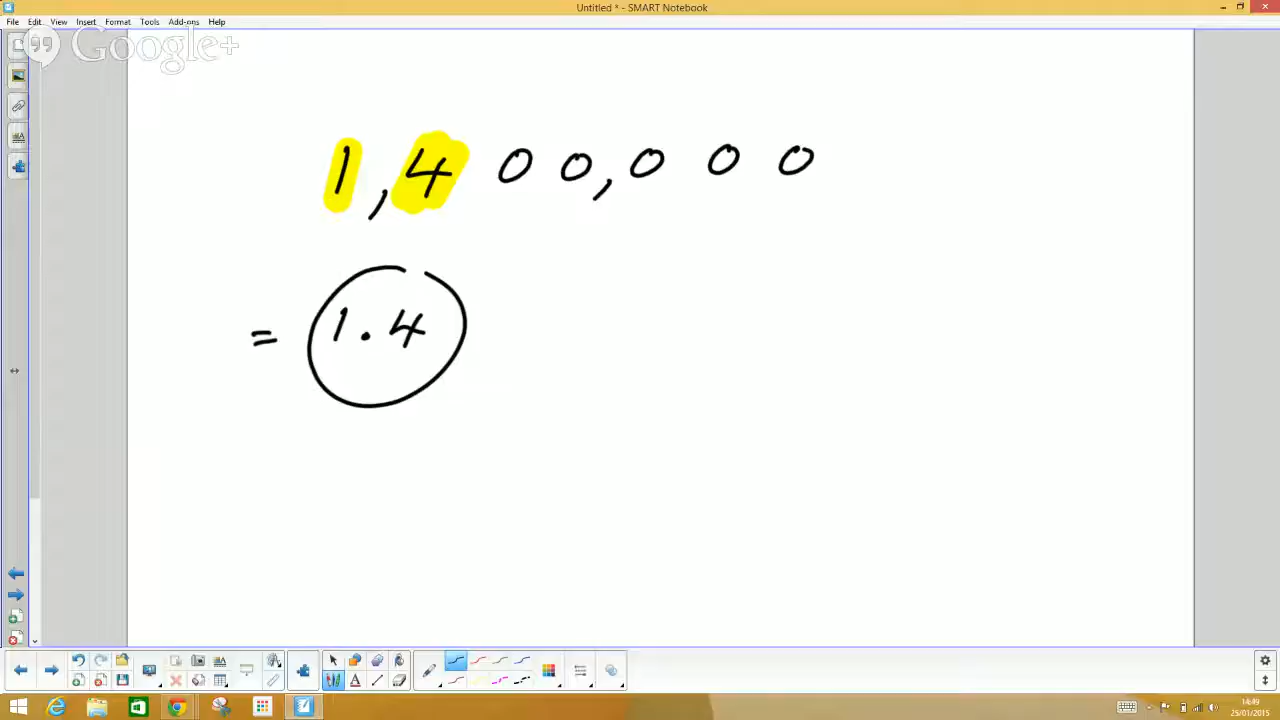 Untitled * - SMART Notebook
File Edit View Insert Format Tools Add-ons Help
Google+
1,400,000
= 1.4
14:49
25/01/2015